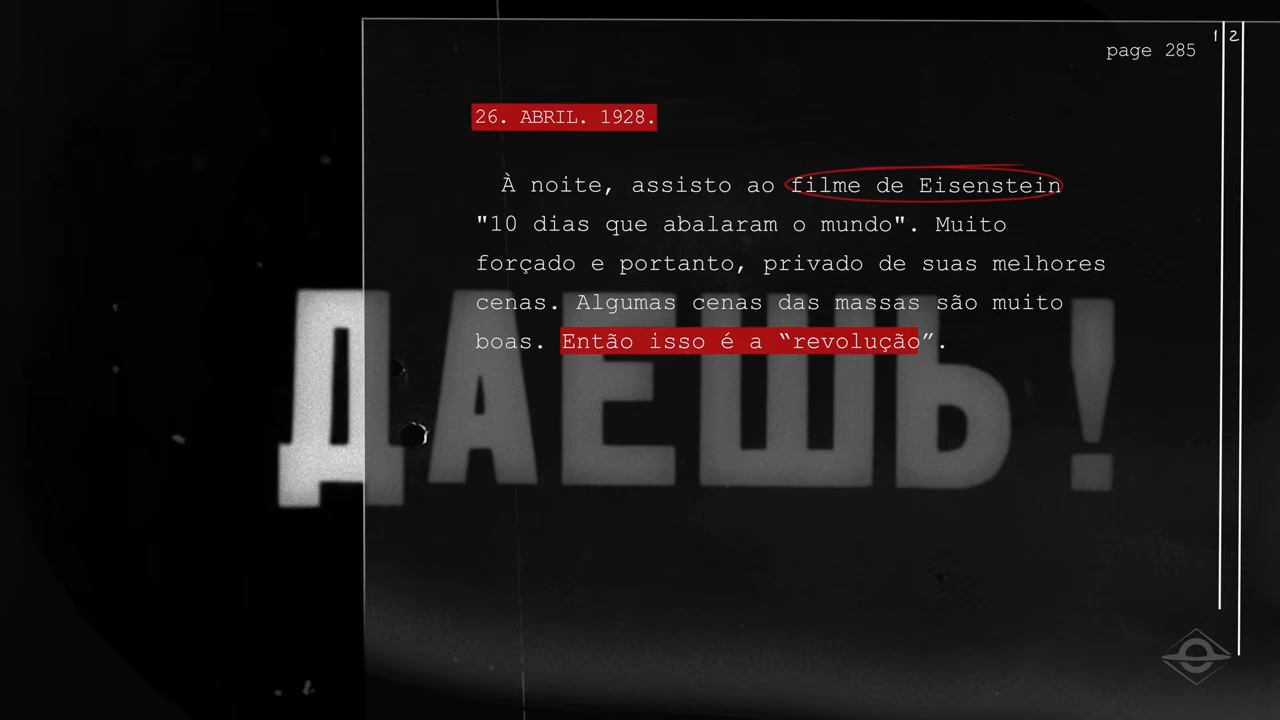 1 2
page 285
26. ABRIL. 1928.
À noite, assisto ao filme de Eisenstein
"10 dias que abalaram o mundo". Muito
forçado e portanto, privado de suas melhores
cenas. Algumas cenas das massas são muito
boas. Então isso é a “revolução”.
ДАЕШЬ!